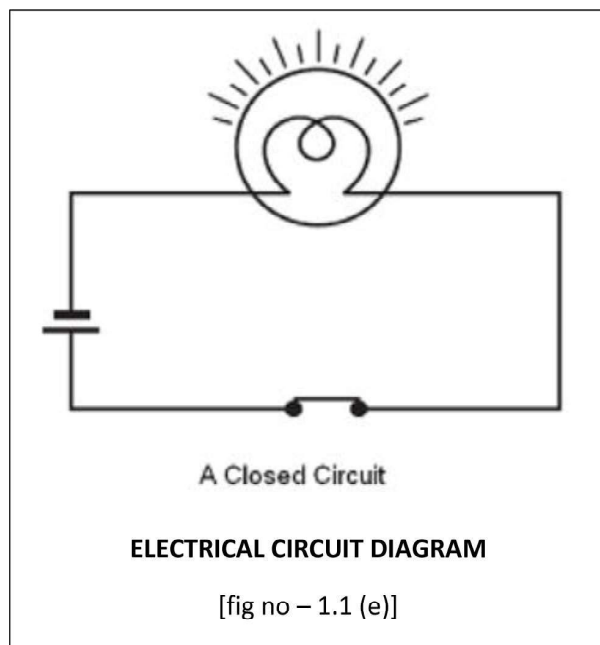 A Closed Circuit
ELECTRICAL CIRCUIT DIAGRAM
[fig no – 1.1 (e)]